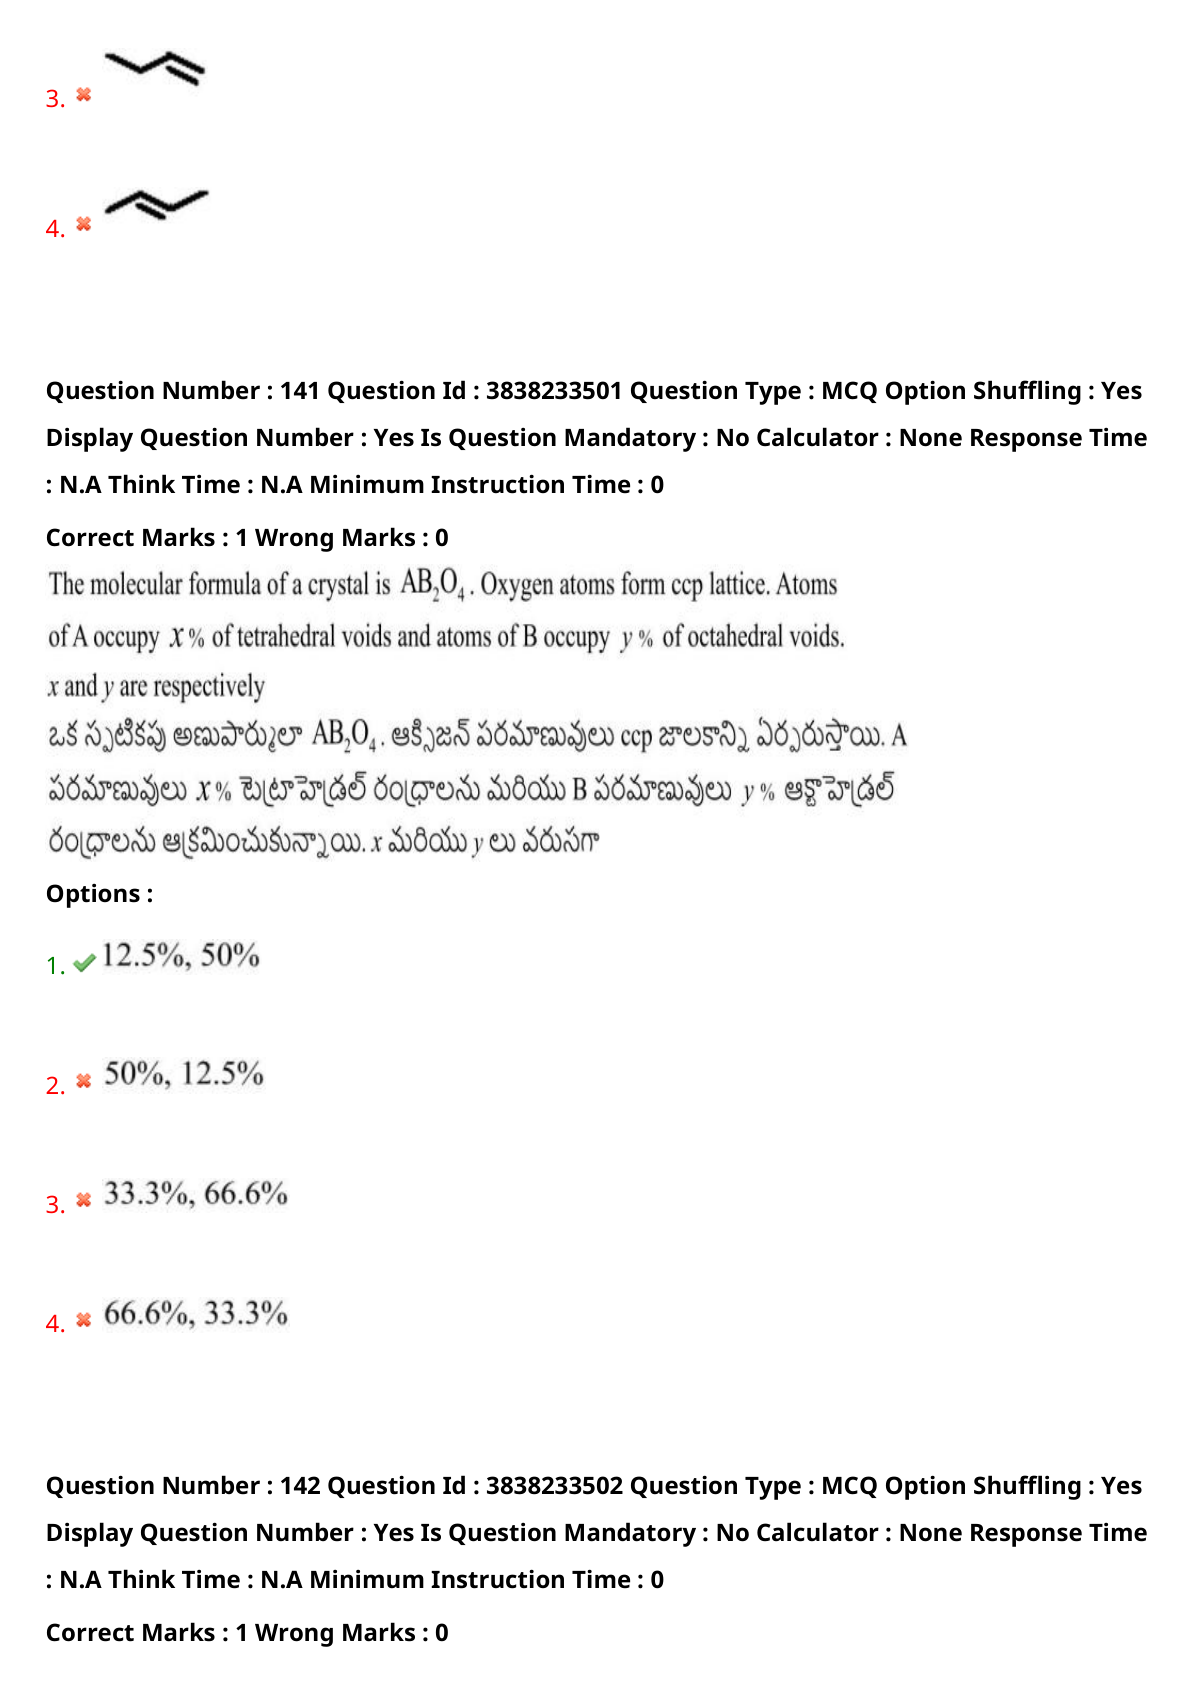 3.
4.
Question Number : 141 Question Id : 3838233501 Question Type : MCQ Option Shuffling : Yes
Display Question Number : Yes Is Question Mandatory : No Calculator : None Response Time
: N.A Think Time : N.A Minimum Instruction Time : 0
Correct Marks : 1 Wrong Marks : 0
The molecular formula of a crystal is AB₂O₄. Oxygen atoms form ccp lattice. Atoms
of A occupy x% of tetrahedral voids and atoms of B occupy y % of octahedral voids.
x and y are respectively
ఒక స్పటికపు అణుపార్ములా AB₂O₄. ఆక్సిజన్ పరమాణువులు ccp జాలకాన్ని ఏర్పరుస్తాయి. A
పరమాణువులు x% టెట్రాహెడ్రల్ రంధ్రాలను మరియు B పరమాణువులు y % ఆక్టాహెడ్రల్
రంధ్రాలను ఆక్రమించుకున్నాయి. x మరియు y లు వరుసగా
Options :
1. 12.5%, 50%
2. 50%, 12.5%
3. 33.3%, 66.6%
4. 66.6%, 33.3%
Question Number : 142 Question Id : 3838233502 Question Type : MCQ Option Shuffling : Yes
Display Question Number : Yes Is Question Mandatory : No Calculator : None Response Time
: N.A Think Time : N.A Minimum Instruction Time : 0
Correct Marks : 1 Wrong Marks : 0